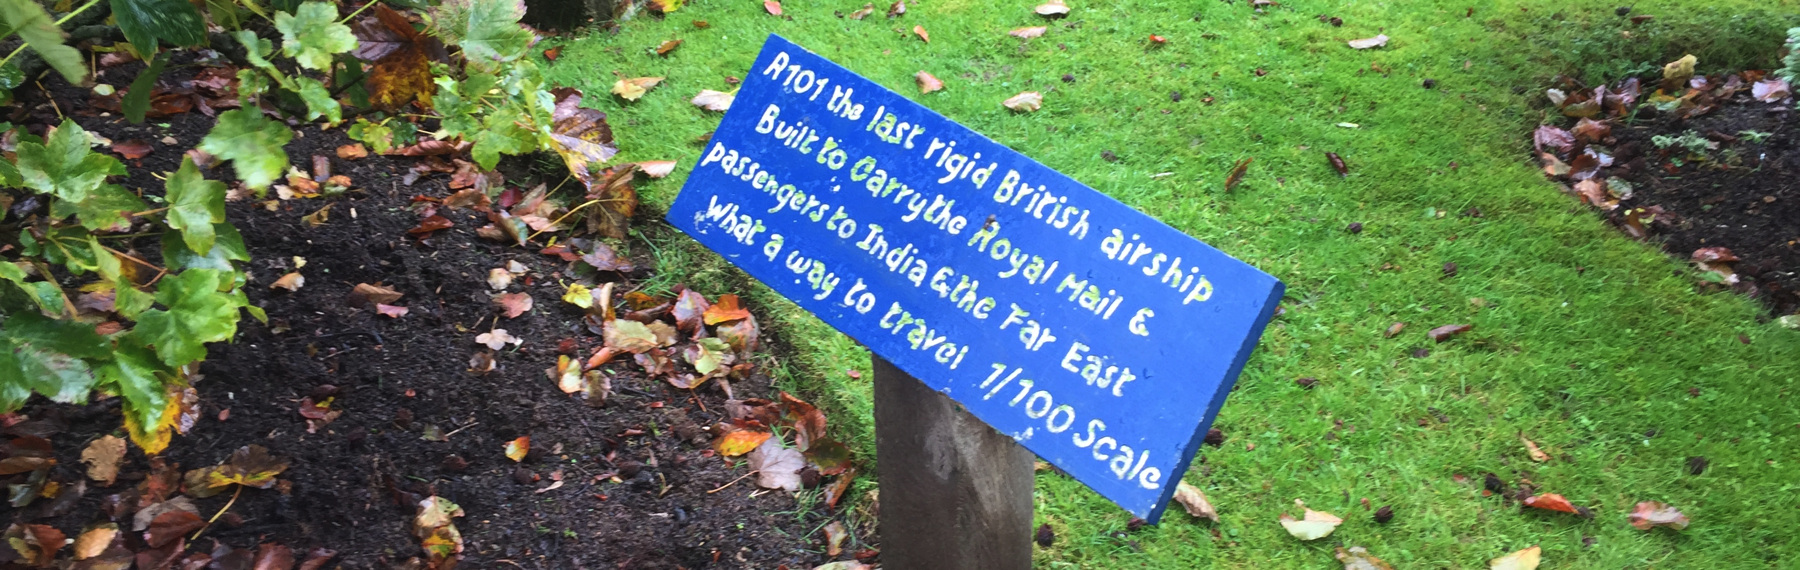 R101 the last rigid British airship
Built to Carry the Royal Mail &
passengers to India & the Far East
What a way to travel 1/100 Scale